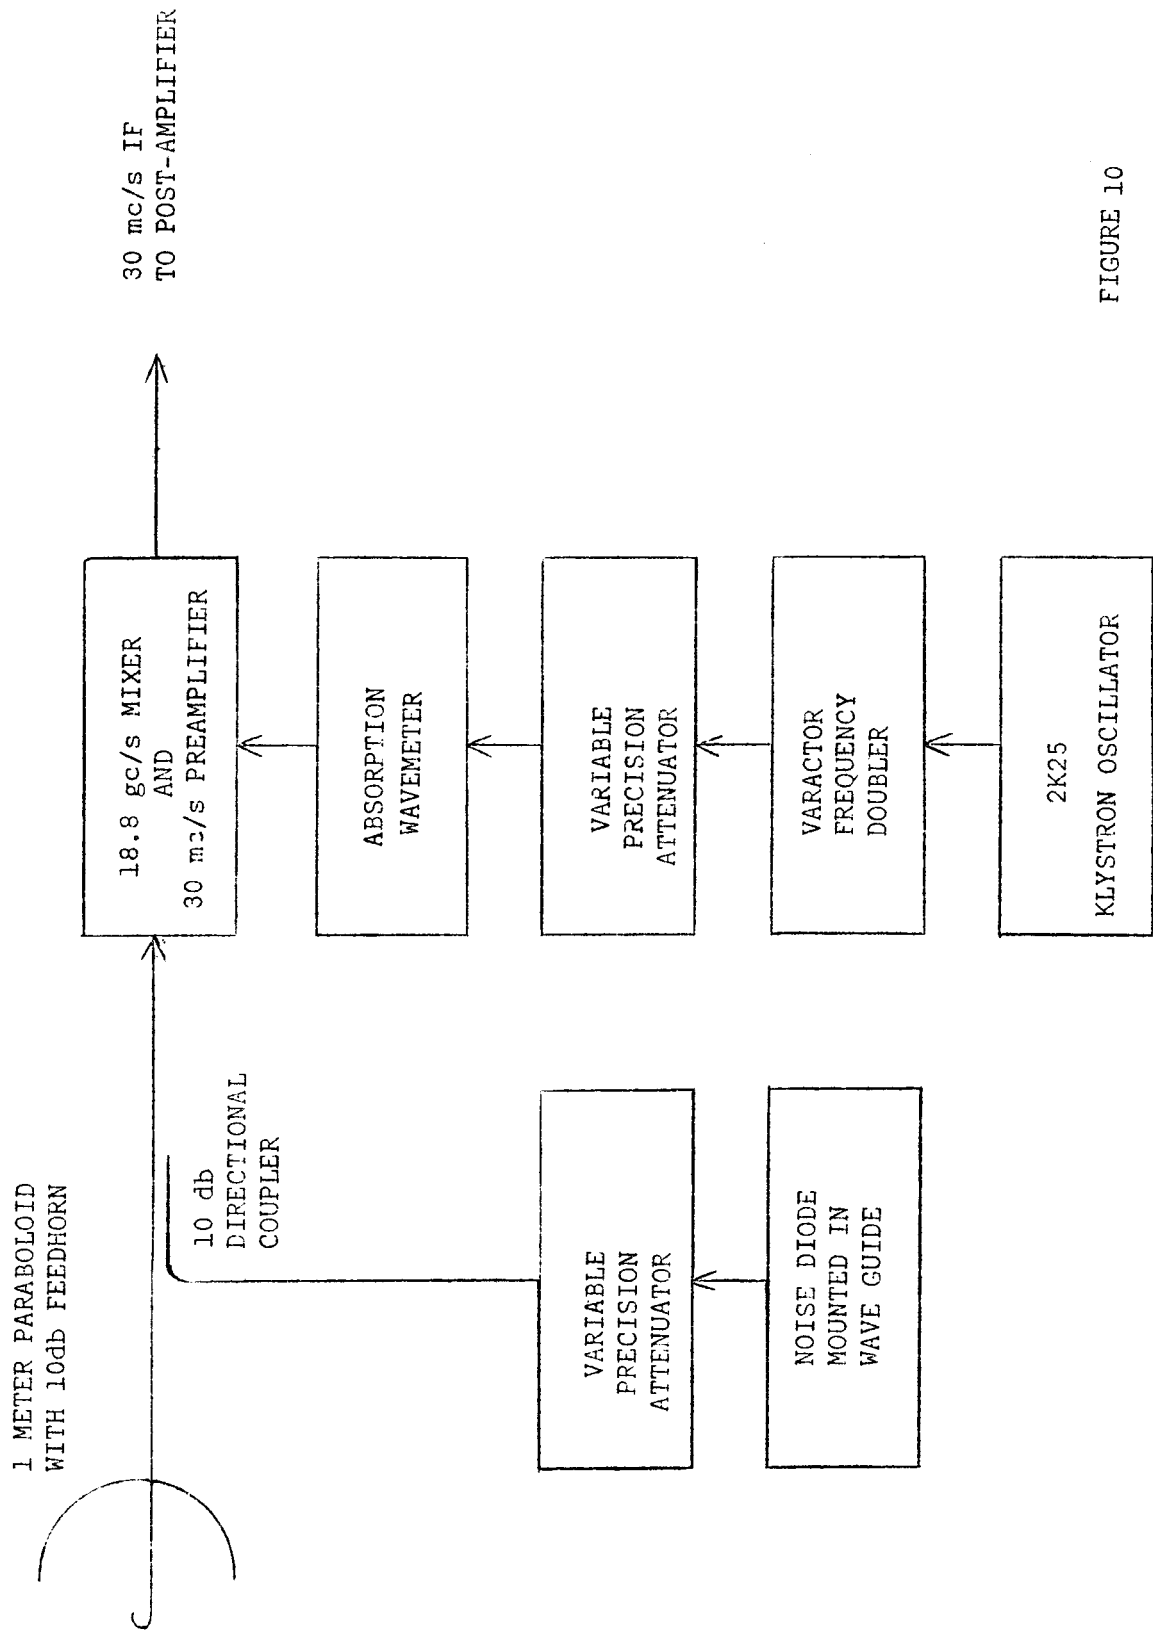 1 METER PARABOLOID
WITH 10db FEEDHORN
10 db
DIRECTIONAL
COUPLER
18.8 gc/s MIXER
AND
30 mc/s PREAMPLIFIER
30 mc/s IF
TO POST-AMPLIFIER
ABSORPTION
WAVEMETER
VARIABLE
PRECISION
ATTENUATOR
VARIABLE
PRECISION
ATTENUATOR
NOISE DIODE
MOUNTED IN
WAVE GUIDE
VARACTOR
FREQUENCY
DOUBLER
2K25
KLYSTRON OSCILLATOR
FIGURE 10